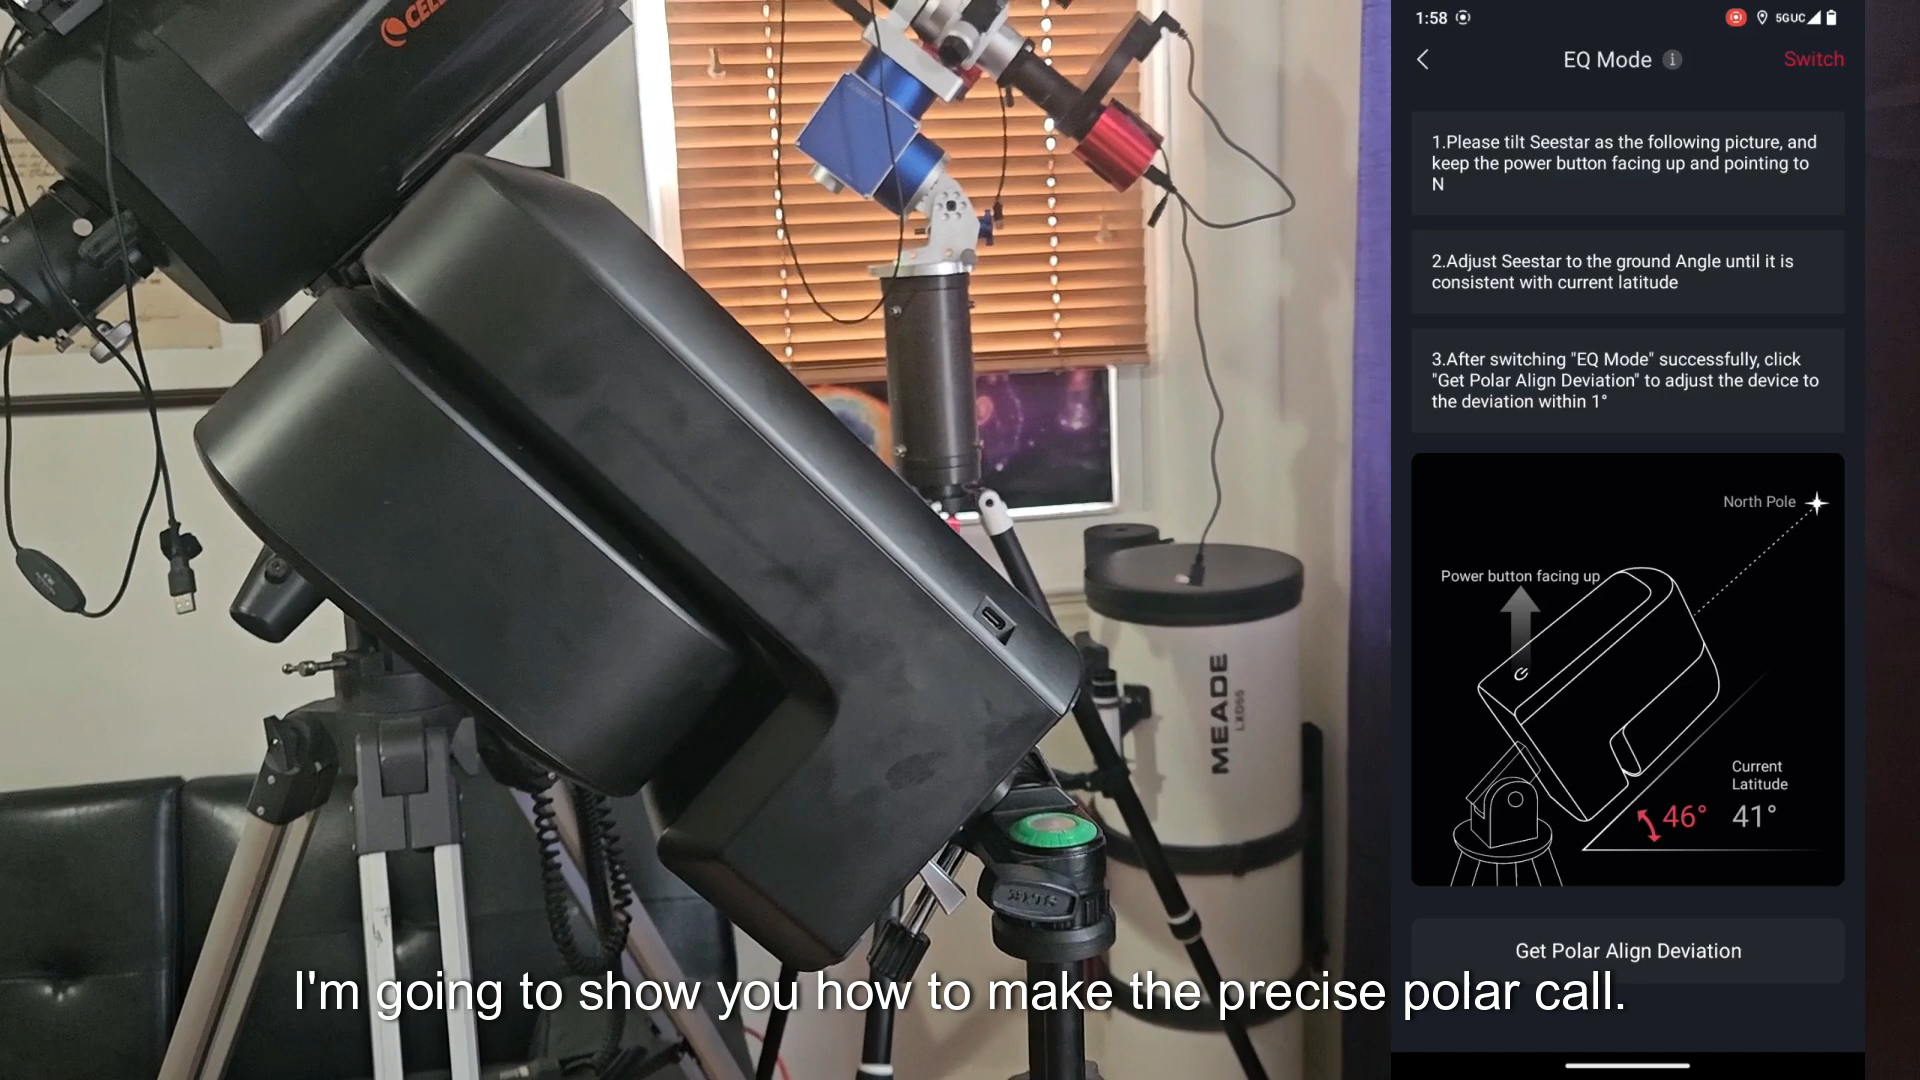 CELE
MEADE
LXD55
1:58
5GUC
EQ Mode
Switch
1.Please tilt Seestar as the following picture, and
keep the power button facing up and pointing to
N
2.Adjust Seestar to the ground Angle until it is
consistent with current latitude
3.After switching "EQ Mode" successfully, click
"Get Polar Align Deviation" to adjust the device to
the deviation within 1°
North Pole
Power button facing up
Current
Latitude
46° 41°
Get Polar Align Deviation
I'm going to show you how to make the precise polar call.